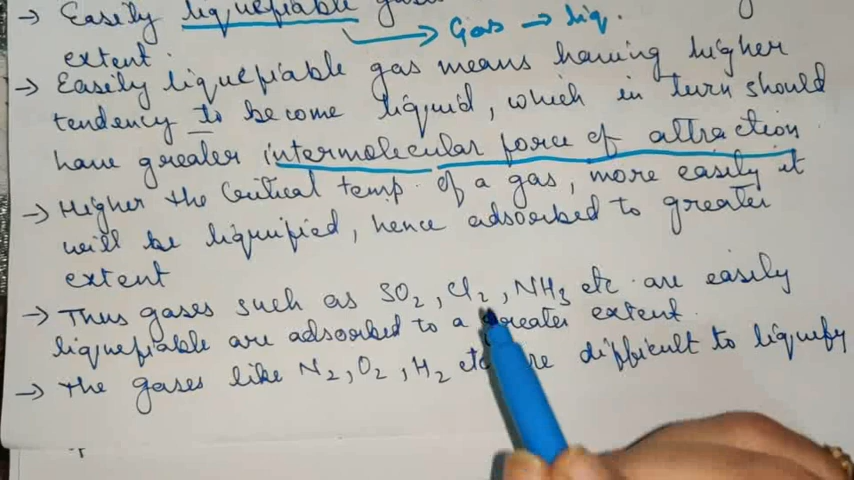 → Easily liquefiable gas
→ Gas → liq.
extent.
→ Easily liquefiable gas means having higher
tendency to become liquid, which in turn should
have greater intermolecular force of attraction
→ Higher the critical temp. of a gas, more easily it
will be liquified, hence adsorbed to greater
extent
→ Thus gases such as SO₂, Cl₂, NH₃ etc are easily
liquefiable are adsorbed to a greater extent.
→ The gases like N₂, O₂, H₂ etc are difficult to liquefy